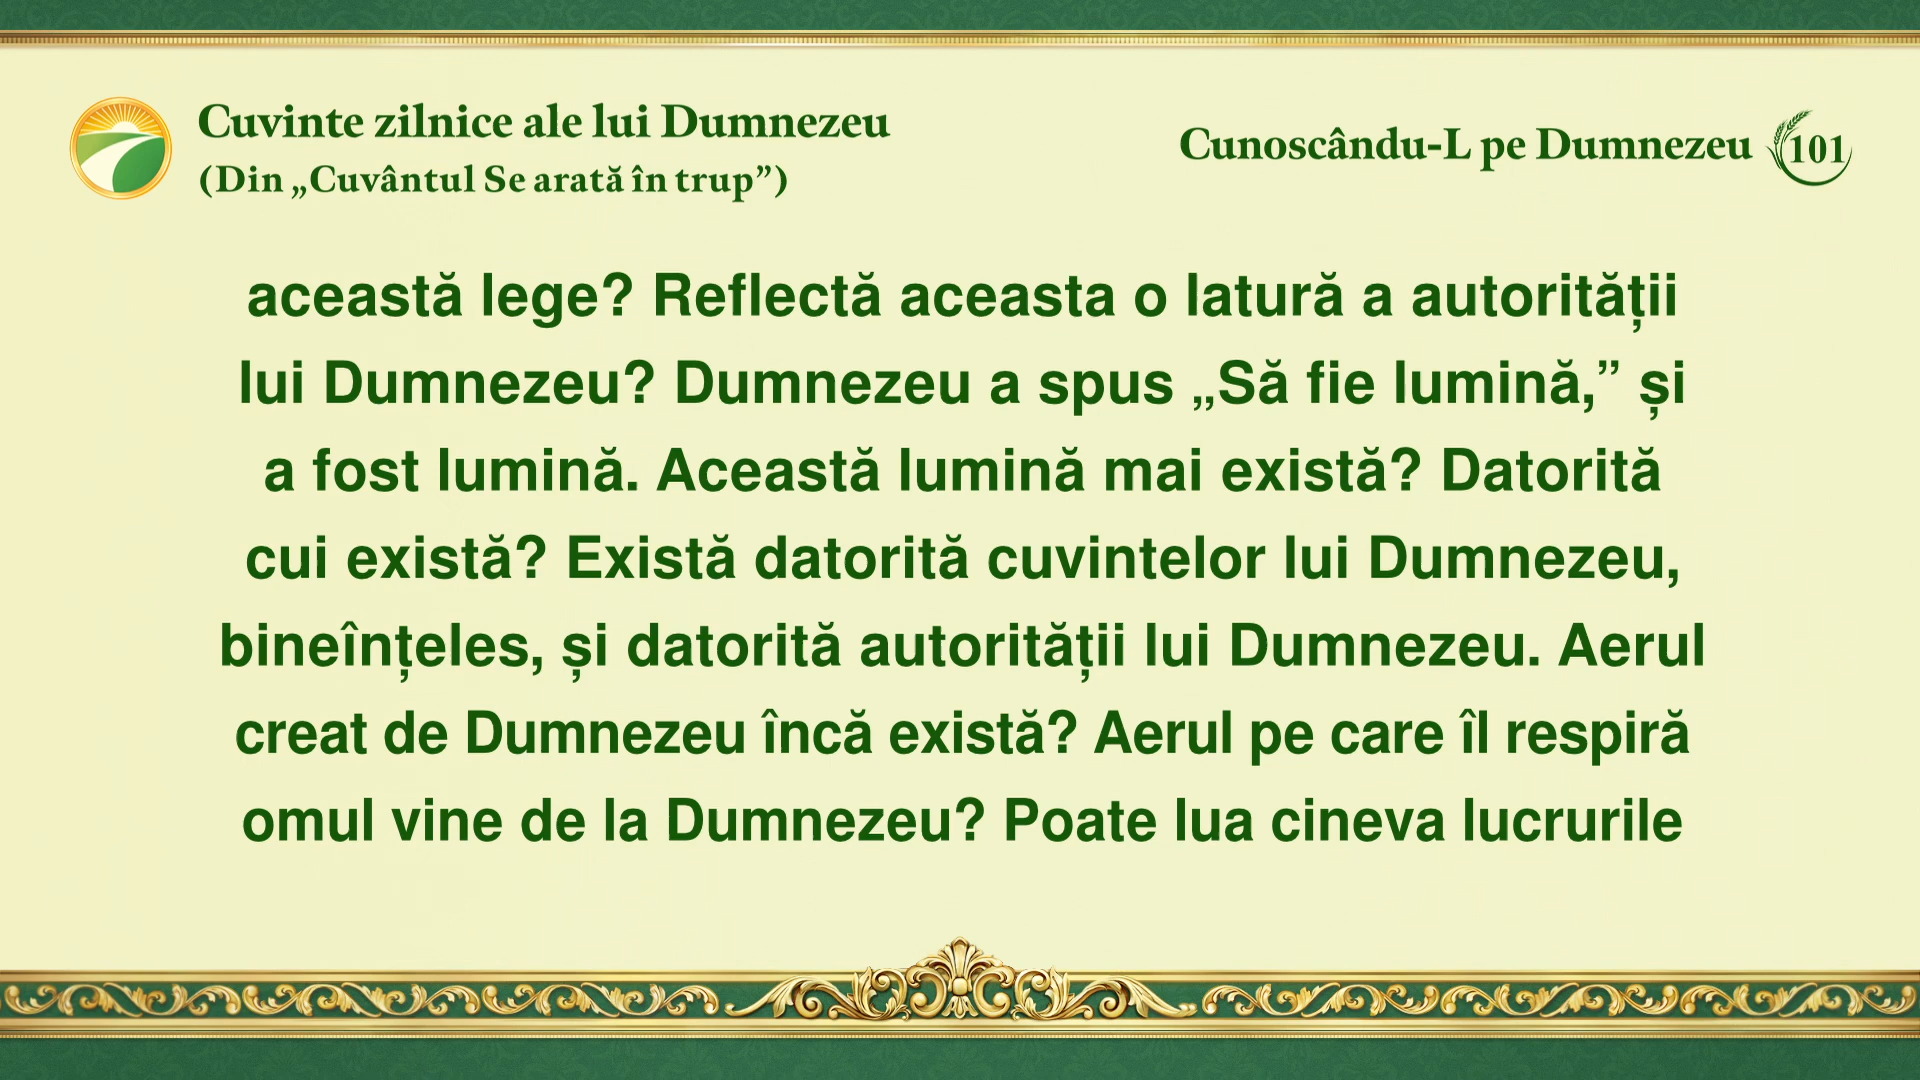 Cuvinte zilnice ale lui Dumnezeu
(Din „Cuvântul Se arată în trup”)
Cunoscându-L pe Dumnezeu 101
această lege? Reflectă aceasta o latură a autorității
lui Dumnezeu? Dumnezeu a spus „Să fie lumină,” și
a fost lumină. Această lumină mai există? Datorită
cui există? Există datorită cuvintelor lui Dumnezeu,
bineînțeles, și datorită autorității lui Dumnezeu. Aerul
creat de Dumnezeu încă există? Aerul pe care îl respiră
omul vine de la Dumnezeu? Poate lua cineva lucrurile